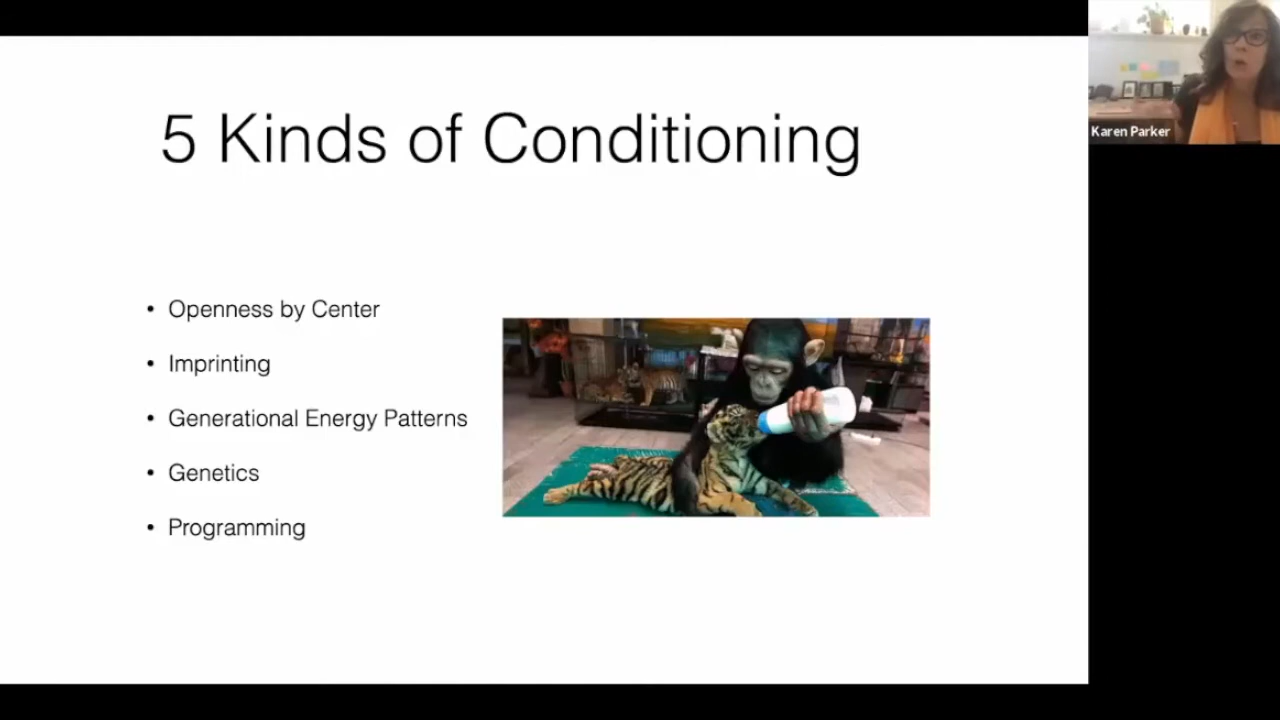 5 Kinds of Conditioning
• Openness by Center
• Imprinting
• Generational Energy Patterns
• Genetics
• Programming
Karen Parker